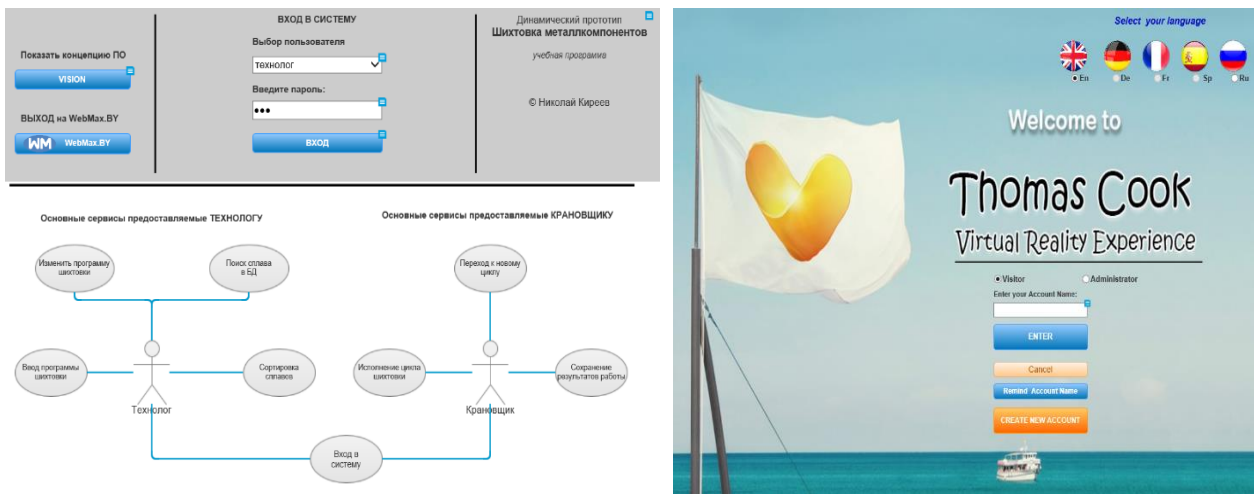 Показать концепцию ПО
VISION
ВЫХОД на WebMax.BY
WM WebMax.BY
ВХОД В СИСТЕМУ
Выбор пользователя
технолог
Введите пароль:
•••
ВХОД
Динамический прототип
Шихтовка металлкомпонентов
учебная программа
© Николай Киреев
Основные сервисы предоставляемые ТЕХНОЛОГУ
Изменить программу
шихтовки
Поиск сплава
в БД
Ввод программы
шихтовки
Сортировка
сплавов
Технолог
Основные сервисы предоставляемые КРАНОВЩИКУ
Переход к новому
циклу
Исполнение цикла
шихтовки
Сохранение
результатов работы
Крановщик
Вход в
систему
Select your language
En De Fr Sp Ru
Welcome to
Thomas Cook
Virtual Reality Experience
Visitor Administrator
Enter your Account Name:
ENTER
Cancel
Remind Account Name
CREATE NEW ACCOUNT